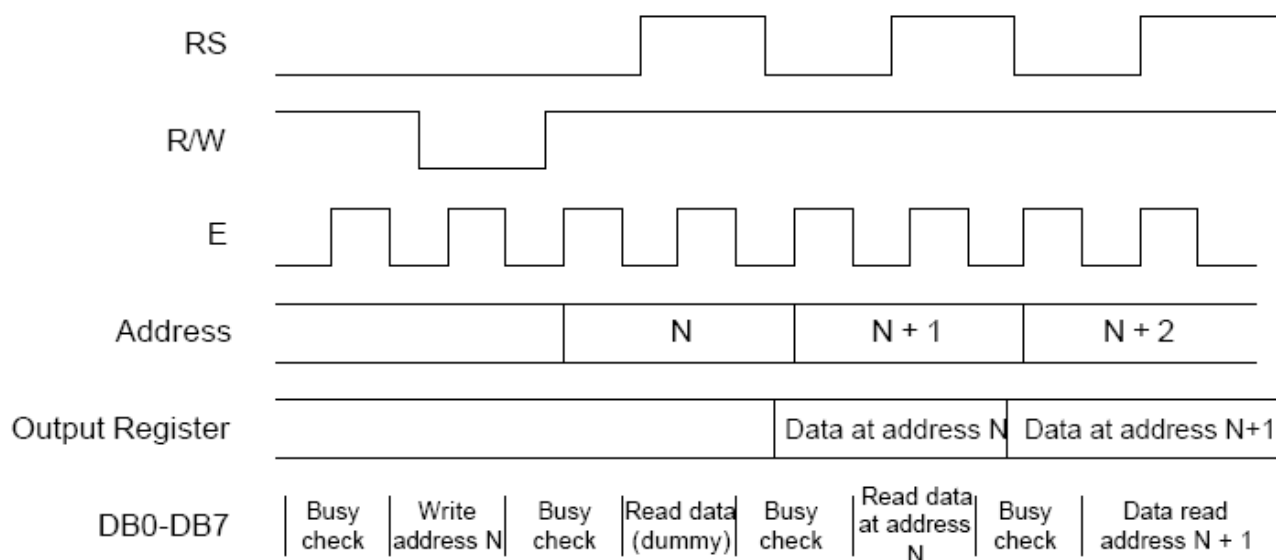 RS
R/W
E
Address
N
N + 1
N + 2
Output Register
Data at address N
Data at address N+1
DB0-DB7
Busy
check
Write
address N
Busy
check
Read data
(dummy)
Busy
check
Read data
at address
N
Busy
check
Data read
address N + 1